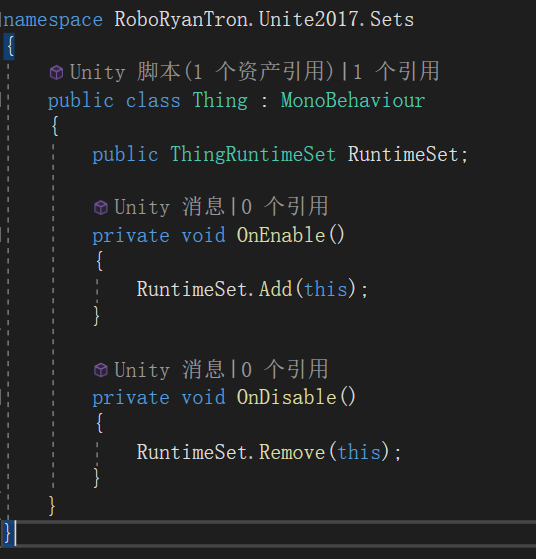 namespace RoboRyanTron.Unite2017.Sets
{
Unity 脚本(1 个资产引用)|1 个引用
public class Thing : MonoBehaviour
{
public ThingRuntimeSet RuntimeSet;
Unity 消息|0 个引用
private void OnEnable()
{
RuntimeSet.Add(this);
}
Unity 消息|0 个引用
private void OnDisable()
{
RuntimeSet.Remove(this);
}
}
}